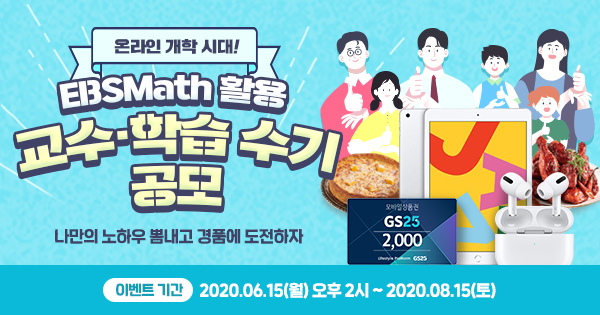 온라인 개학 시대!
EBSMath 활용
교수·학습 수기
공모
나만의 노하우 뽐내고 경품에 도전하자
모바일상품권
GS25
2,000
Lifestyle Platform GS25
이벤트 기간 2020.06.15(월) 오후 2시 ~ 2020.08.15(토)